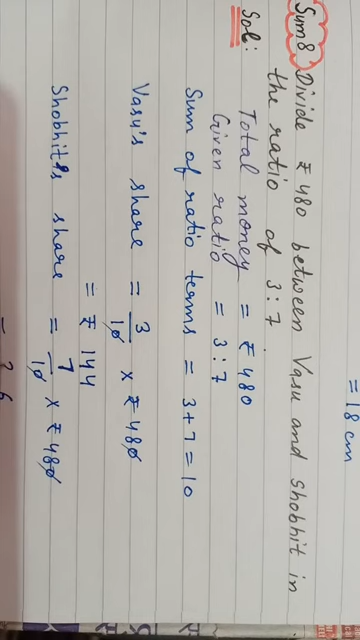 = 18 cm
Sum 8 Divide ₹ 480 between Vasu and Shobhit in
the ratio of 3:7
Sol: Total money = ₹ 480
Given ratio = 3:7
Sum of ratio terms = 3+7=10
Vasu's share = 3/10 × ₹ 480
= ₹ 144
Shobhit's share = 7/10 × ₹ 480